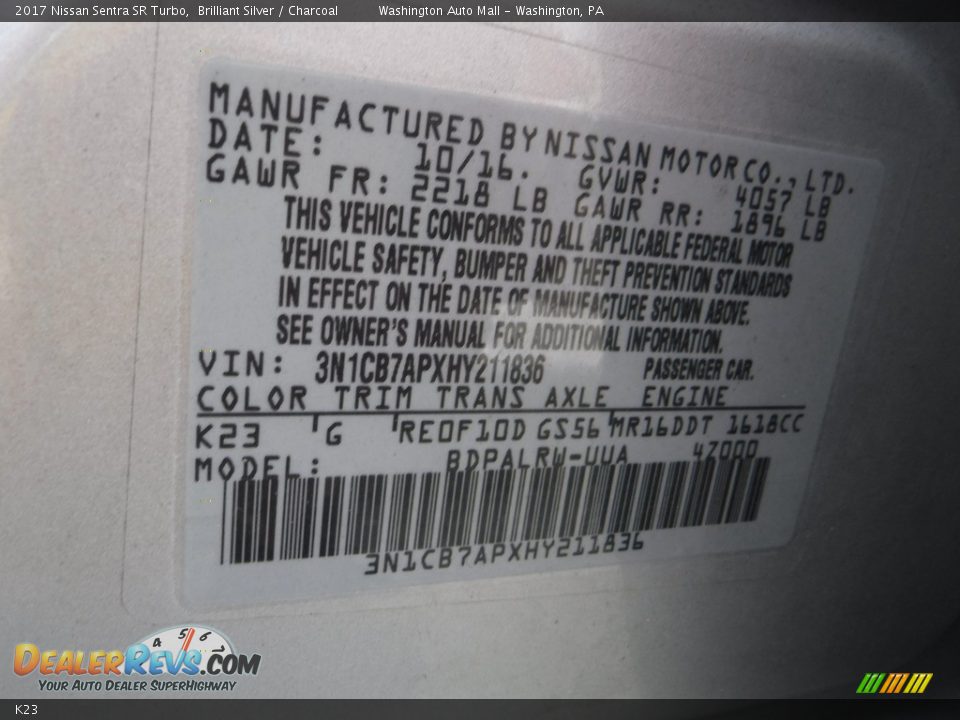 2017 Nissan Sentra SR Turbo, Brilliant Silver / Charcoal Washington Auto Mall - Washington, PA
MANUFACTURED BY NISSAN MOTOR CO., LTD.
DATE: 10/16. GVWR: 4057 LB
GAWR FR: 2218 LB GAWR RR: 1896 LB
THIS VEHICLE CONFORMS TO ALL APPLICABLE FEDERAL MOTOR
VEHICLE SAFETY, BUMPER AND THEFT PREVENTION STANDARDS
IN EFFECT ON THE DATE OF MANUFACTURE SHOWN ABOVE.
SEE OWNER'S MANUAL FOR ADDITIONAL INFORMATION.
VIN: 3N1CB7APXHY211836 PASSENGER CAR.
COLOR TRIM TRANS AXLE ENGINE
K23 G RE0F10D GS56 MR16DDT 1618CC
MODEL: BDPALRW-UUA 47000
3N1CB7APXHY211836
4 5 6 7
DEALERREVS.COM
YOUR AUTO DEALER SUPERHIGHWAY
K23